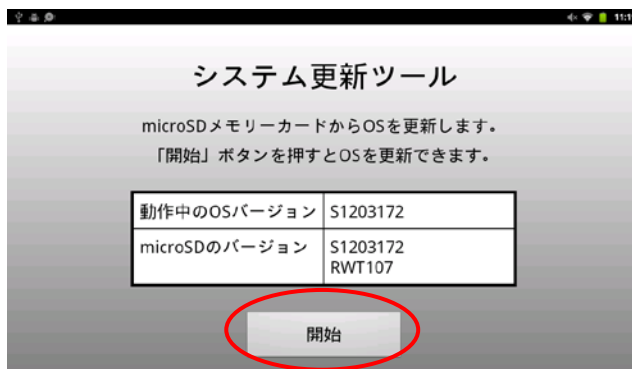 システム更新ツール
microSDメモリーカードからOSを更新します。
「開始」ボタンを押すとOSを更新できます。
動作中のOSバージョン S1203172
microSDのバージョン S1203172
RWT107
開始